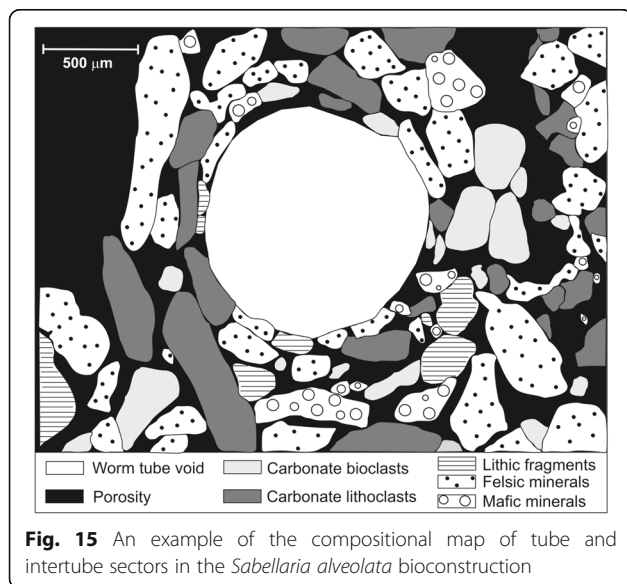 500 μm
Worm tube void
Carbonate bioclasts
Lithic fragments
Felsic minerals
Porosity
Carbonate lithoclasts
Mafic minerals
Fig. 15 An example of the compositional map of tube and
intertube sectors in the Sabellaria alveolata bioconstruction